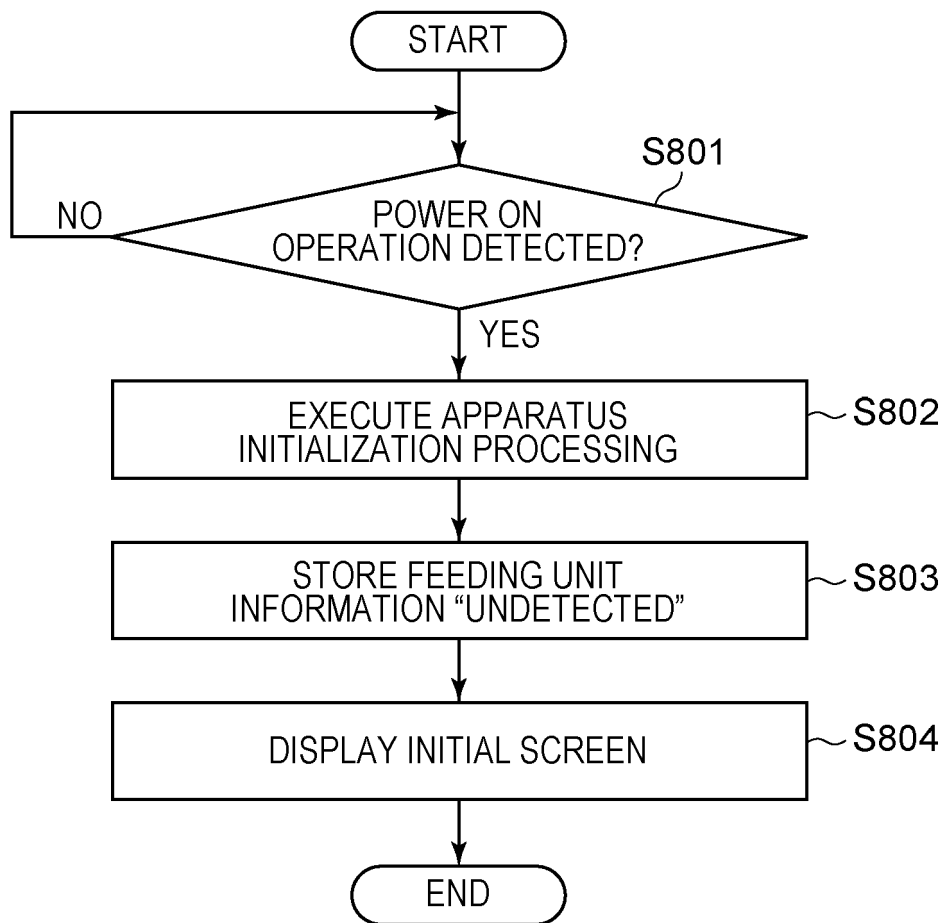 START
S801
POWER ON
OPERATION DETECTED?
NO
YES
EXECUTE APPARATUS
INITIALIZATION PROCESSING
S802
STORE FEEDING UNIT
INFORMATION “UNDETECTED”
S803
DISPLAY INITIAL SCREEN
S804
END